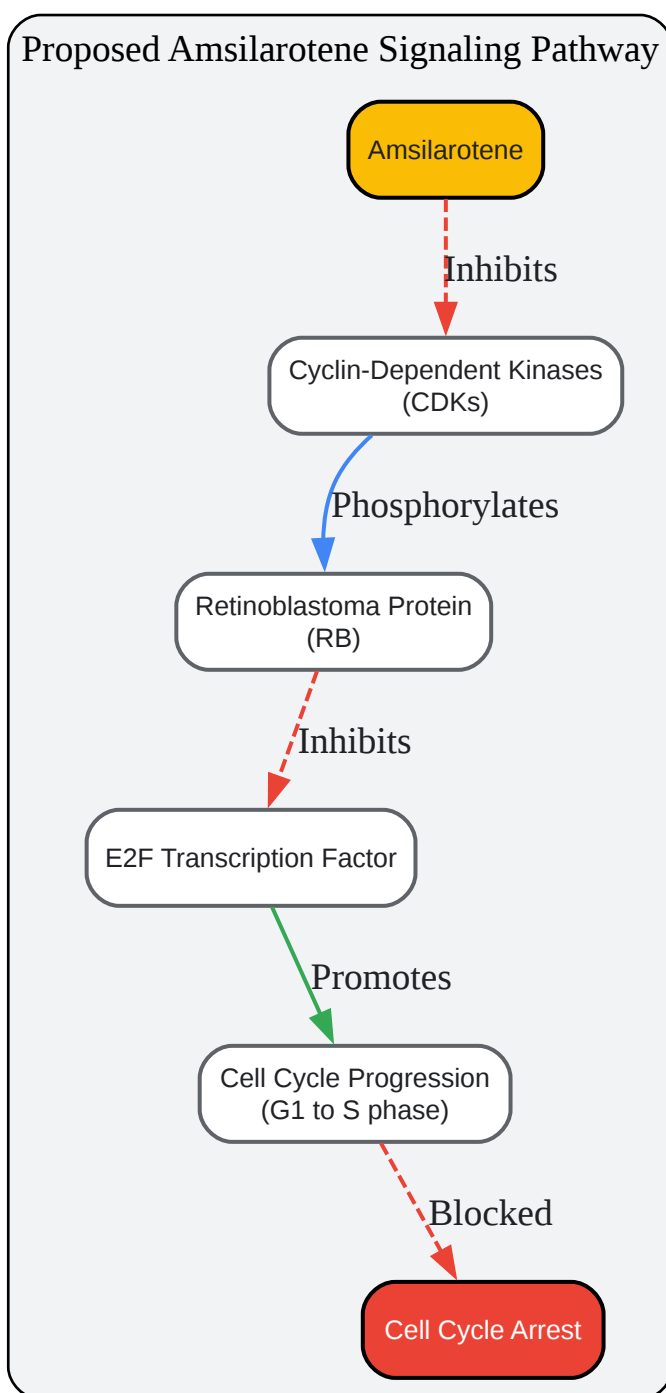 Proposed Amsilarotene Signaling Pathway
Amsilarotene
Inhibits
Cyclin-Dependent Kinases
(CDKs)
Phosphorylates
Retinoblastoma Protein
(RB)
Inhibits
E2F Transcription Factor
Promotes
Cell Cycle Progression
(G1 to S phase)
Blocked
Cell Cycle Arrest